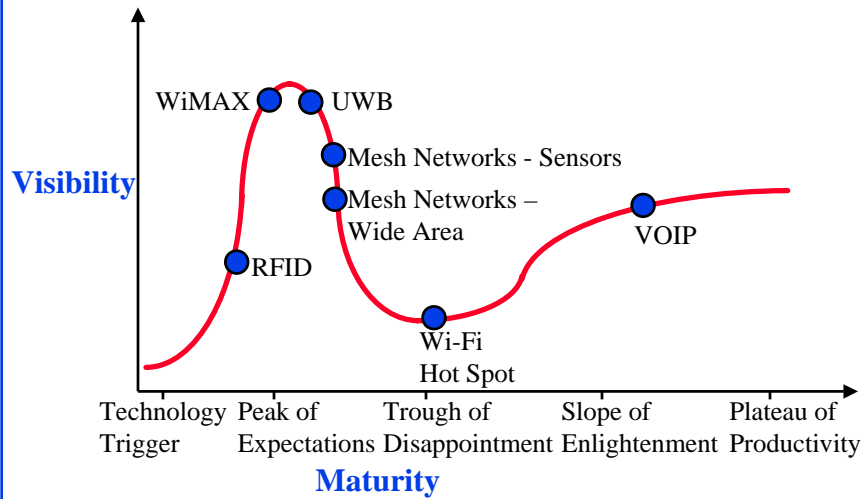 WiMAX
UWB
Mesh Networks - Sensors
Visibility
Mesh Networks –
Wide Area
VOIP
RFID
Wi-Fi
Hot Spot
Technology
Trigger
Peak of
Expectations
Trough of
Disappointment
Slope of
Enlightenment
Plateau of
Productivity
Maturity